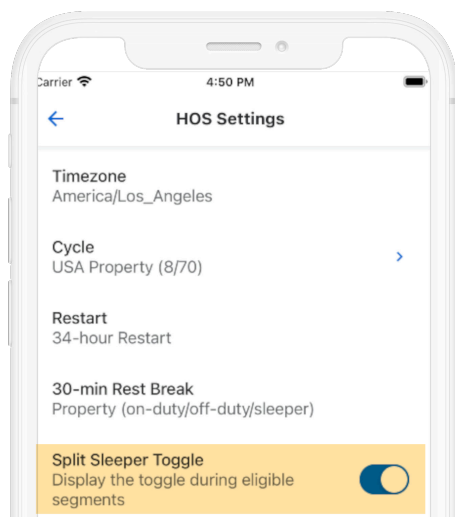 Carrier 4:50 PM
HOS Settings
Timezone
America/Los_Angeles
Cycle
USA Property (8/70)
Restart
34-hour Restart
30-min Rest Break
Property (on-duty/off-duty/sleeper)
Split Sleeper Toggle
Display the toggle during eligible
segments